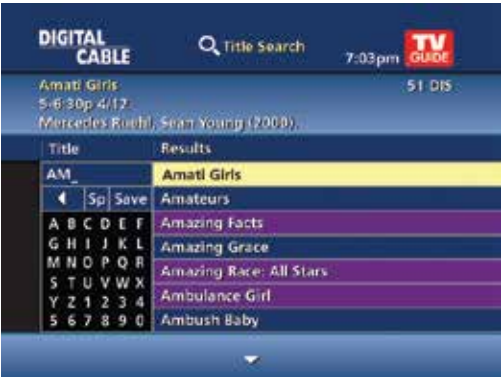 DIGITAL
CABLE
Title Search
7:03pm
TV
GUIDE
Amati Girls
51 DIS
5-6:30p 4/12
Mercedes Ruehl, Sean Young (2000).
Title
Results
AM_
Amati Girls
Sp Save
Amateurs
A B C D E F
Amazing Facts
G H I J K L
Amazing Grace
M N O P Q R
Amazing Race: All Stars
S T U V W X
Y Z 1 2 3 4
Ambulance Girl
5 6 7 8 9 0
Ambush Baby